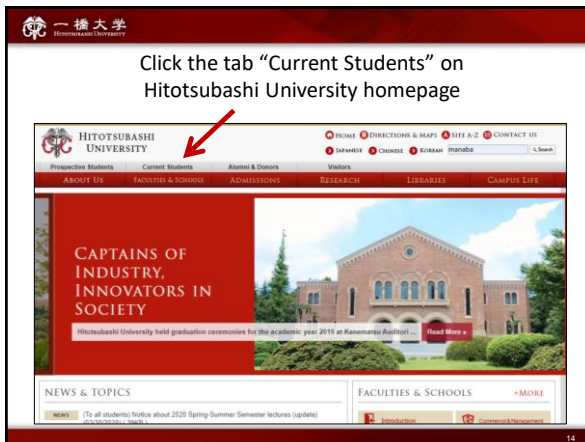 一橋大学
HITOTSUBASHI UNIVERSITY
Click the tab “Current Students” on
Hitotsubashi University homepage
HITOTSUBASHI
UNIVERSITY
HOME DIRECTIONS & MAPS SITE A-Z CONTACT US
JAPANESE CHINESE KOREAN manaba Search
Prospective Students Current Students Alumni & Donors Visitors
ABOUT US FACULTIES & SCHOOLS ADMISSIONS RESEARCH LIBRARIES CAMPUS LIFE
CAPTAINS OF
INDUSTRY,
INNOVATORS IN
SOCIETY
Hitotsubashi University held graduation ceremonies for the academic year 2015 at Kanematsu Auditori ... Read More »
NEWS & TOPICS
FACULTIES & SCHOOLS MORE
NEWS (To all students) Notice about 2020 Spring-Summer Semester lectures (update)
Introduction Commerce&Management
14